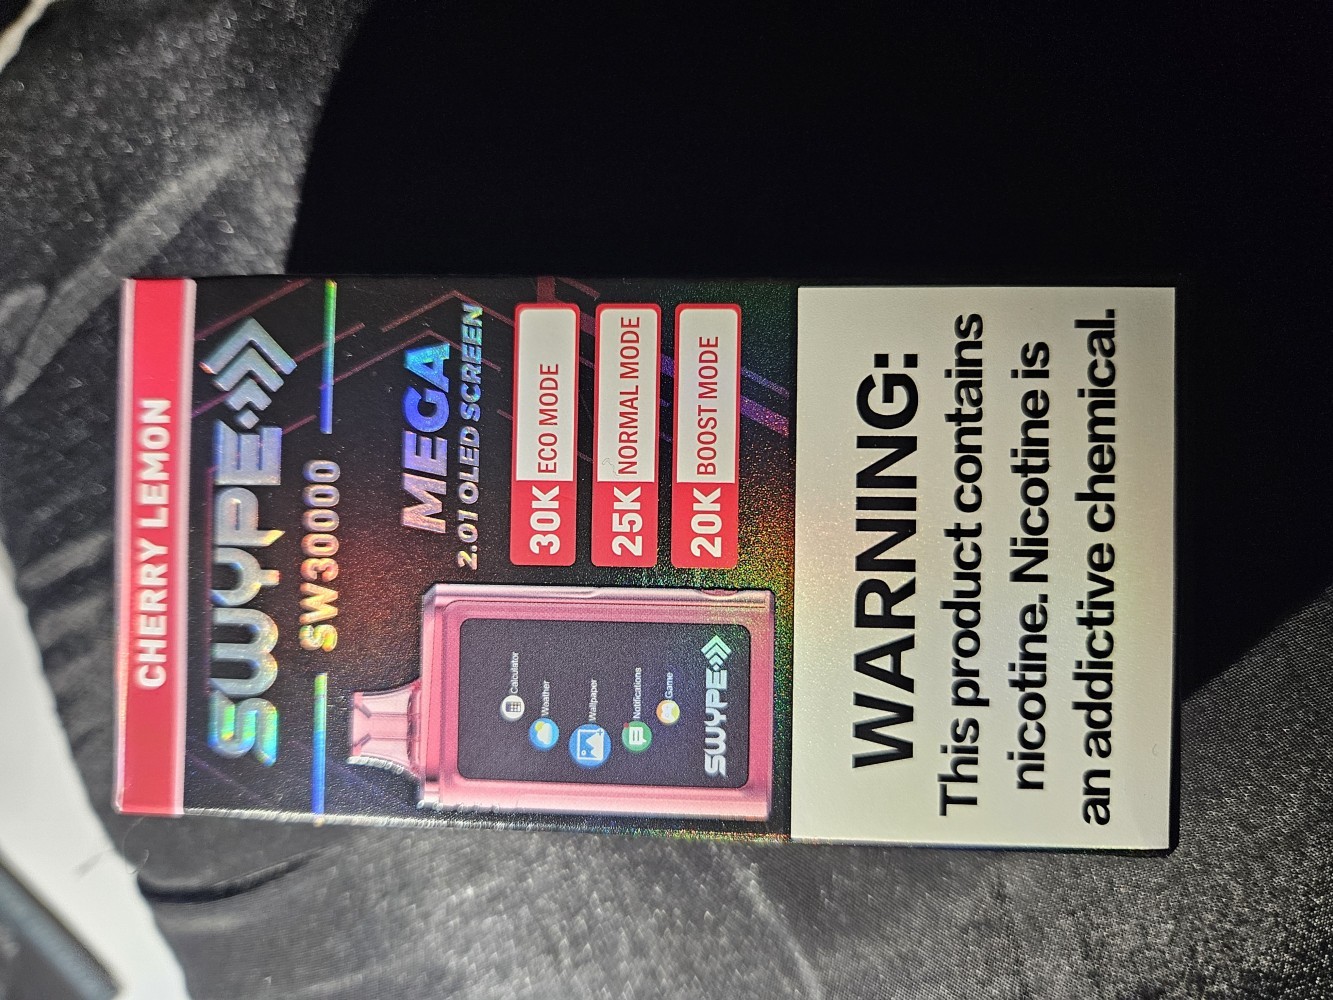 CHERRY LEMON
SWYPE
SW30000
MEGA
2.01 OLED SCREEN
30K ECO MODE
25K NORMAL MODE
20K BOOST MODE
Calculator
Weather
Wallpaper
Notifications
Game
SWYPE
WARNING:
This product contains
nicotine. Nicotine is
an addictive chemical.